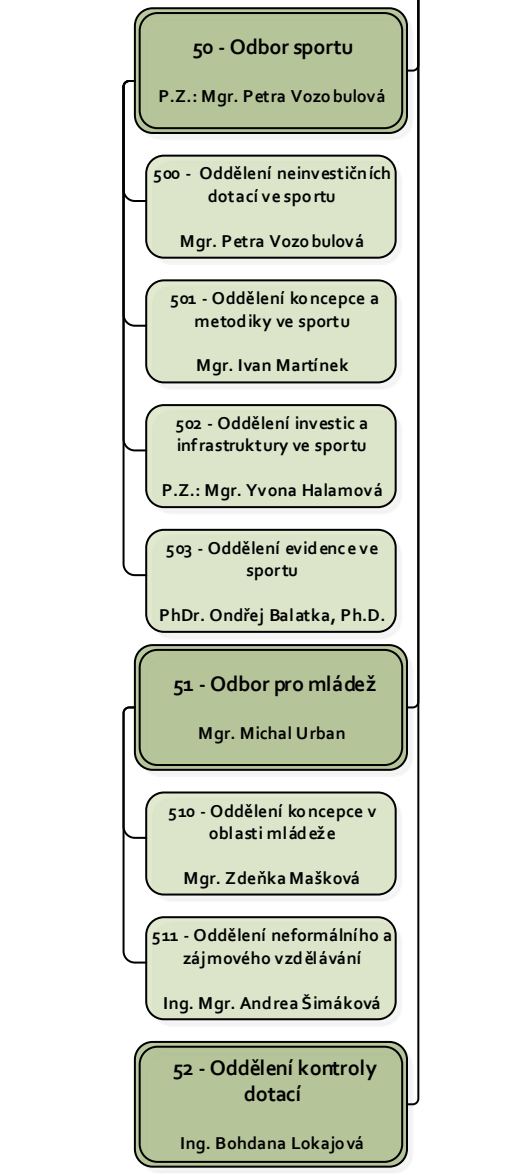 50 - Odbor sportu
P.Z.: Mgr. Petra Vozobulová
500 - Oddělení neinvestičních
dotací ve sportu
Mgr. Petra Vozobulová
501 - Oddělení koncepce a
metodiky ve sportu
Mgr. Ivan Martínek
502 - Oddělení investic a
infrastruktury ve sportu
P.Z.: Mgr. Yvona Halamová
503 - Oddělení evidence ve
sportu
PhDr. Ondřej Balatka, Ph.D.
51 - Odbor pro mládež
Mgr. Michal Urban
510 - Oddělení koncepce v
oblasti mládeže
Mgr. Zdeňka Mašková
511 - Oddělení neformálního a
zájmového vzdělávání
Ing. Mgr. Andrea Šimáková
52 - Oddělení kontroly
dotací
Ing. Bohdana Lokajová